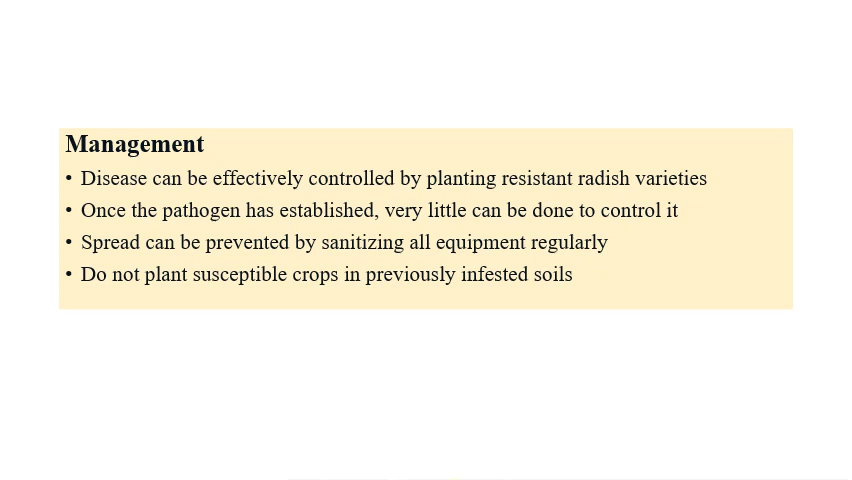 Management
• Disease can be effectively controlled by planting resistant radish varieties
• Once the pathogen has established, very little can be done to control it
• Spread can be prevented by sanitizing all equipment regularly
• Do not plant susceptible crops in previously infested soils